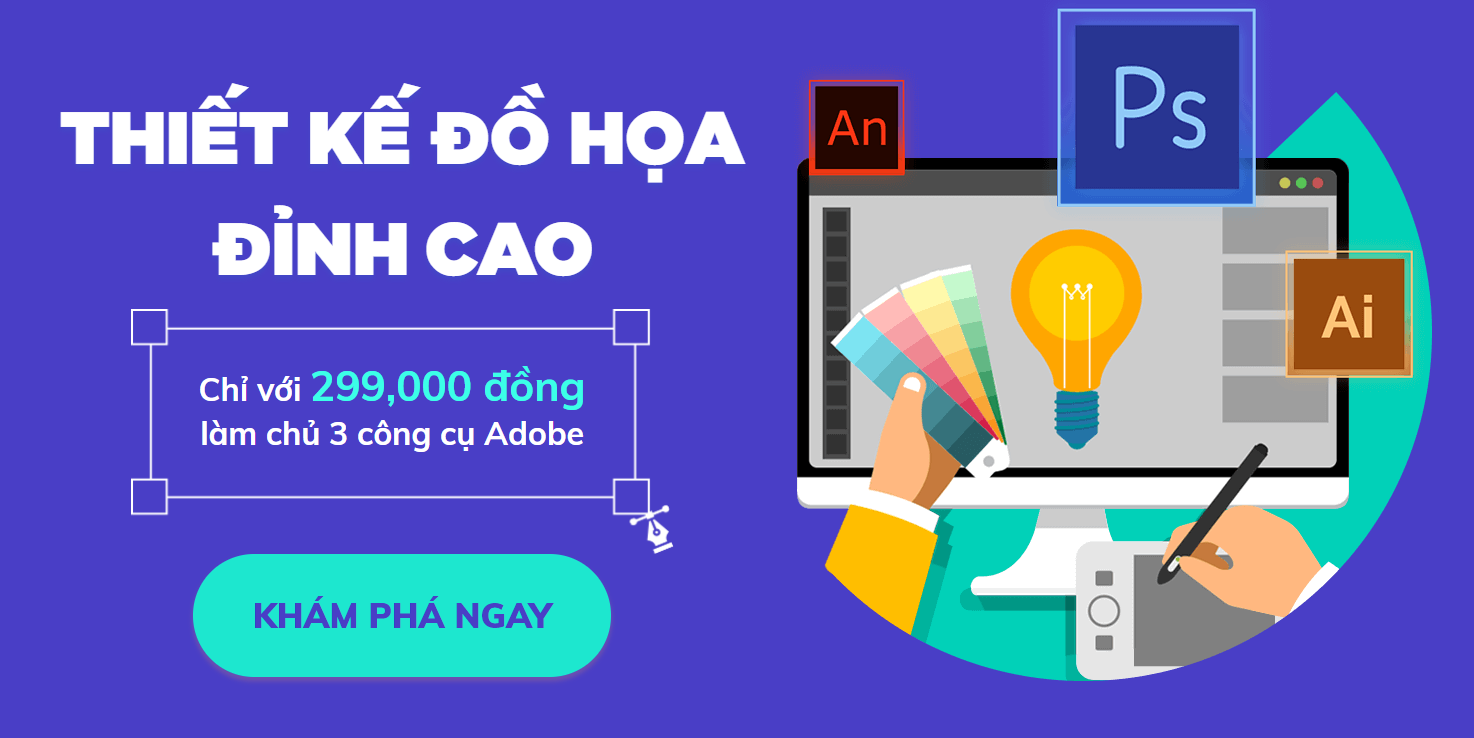 THIẾT KẾ ĐỒ HỌA
ĐỈNH CAO
Chỉ với 299,000 đồng
làm chủ 3 công cụ Adobe
KHÁM PHÁ NGAY
An
Ps
Ai